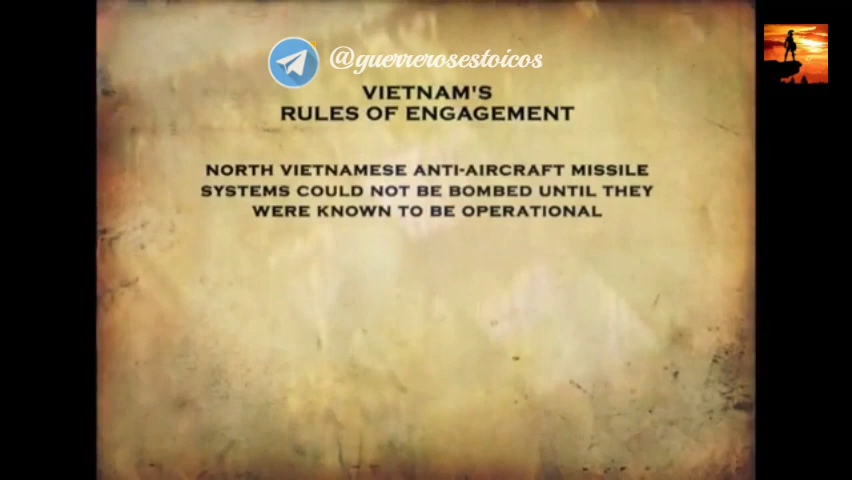 @guerrerosestoicos
VIETNAM'S
RULES OF ENGAGEMENT
NORTH VIETNAMESE ANTI-AIRCRAFT MISSILE
SYSTEMS COULD NOT BE BOMBED UNTIL THEY
WERE KNOWN TO BE OPERATIONAL